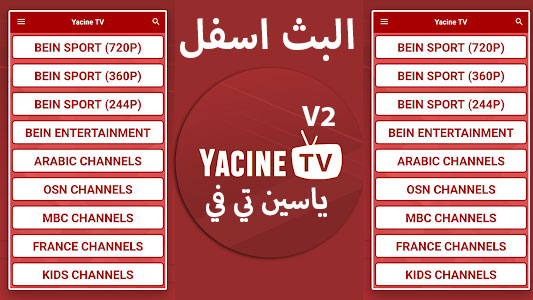 Yacine TV
BEIN SPORT (720P)
BEIN SPORT (360P)
BEIN SPORT (244P)
BEIN ENTERTAINMENT
ARABIC CHANNELS
OSN CHANNELS
MBC CHANNELS
FRANCE CHANNELS
KIDS CHANNELS
البث اسفل
V2
YACINE TV
ياسين تي في
Yacine TV
BEIN SPORT (720P)
BEIN SPORT (360P)
BEIN SPORT (244P)
BEIN ENTERTAINMENT
ARABIC CHANNELS
OSN CHANNELS
MBC CHANNELS
FRANCE CHANNELS
KIDS CHANNELS